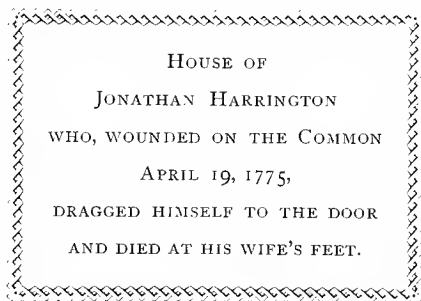 House of
Jonathan Harrington
who, wounded on the Common
April 19, 1775,
dragged himself to the door
and died at his wife's feet.